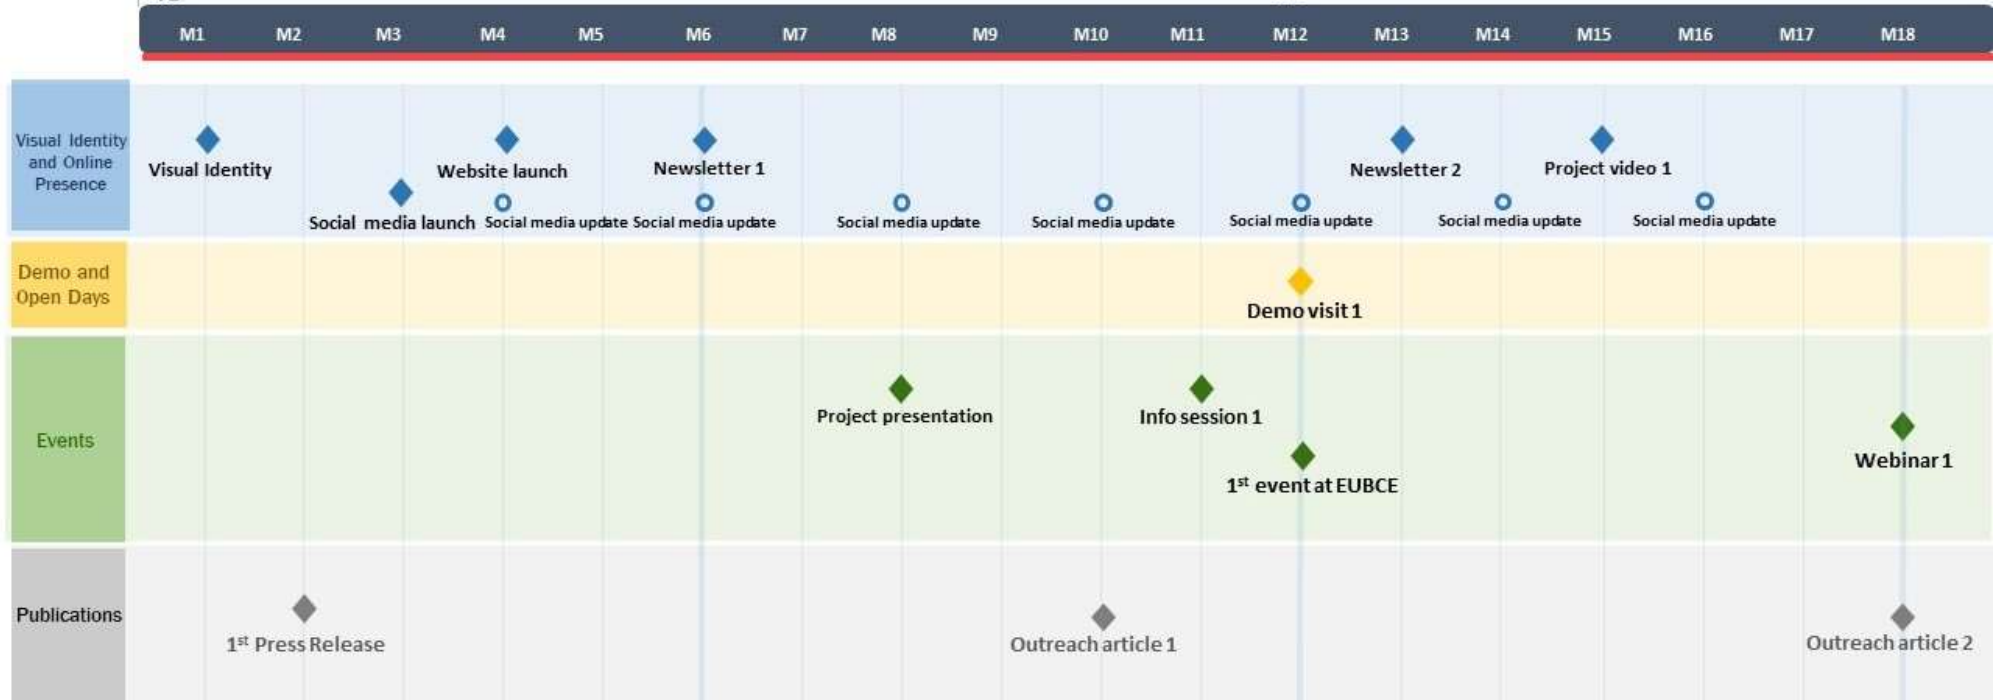 M1 M2 M3 M4 M5 M6 M7 M8 M9 M10 M11 M12 M13 M14 M15 M16 M17 M18
Visual Identity
and Online
Presence
Visual Identity
Website launch
Newsletter 1
Newsletter 2
Project video 1
Social media launch
Social media update
Social media update
Social media update
Social media update
Social media update
Social media update
Social media update
Demo and
Open Days
Demo visit 1
Events
Project presentation
Info session 1
1st event at EUBCE
Webinar 1
Publications
1st Press Release
Outreach article 1
Outreach article 2